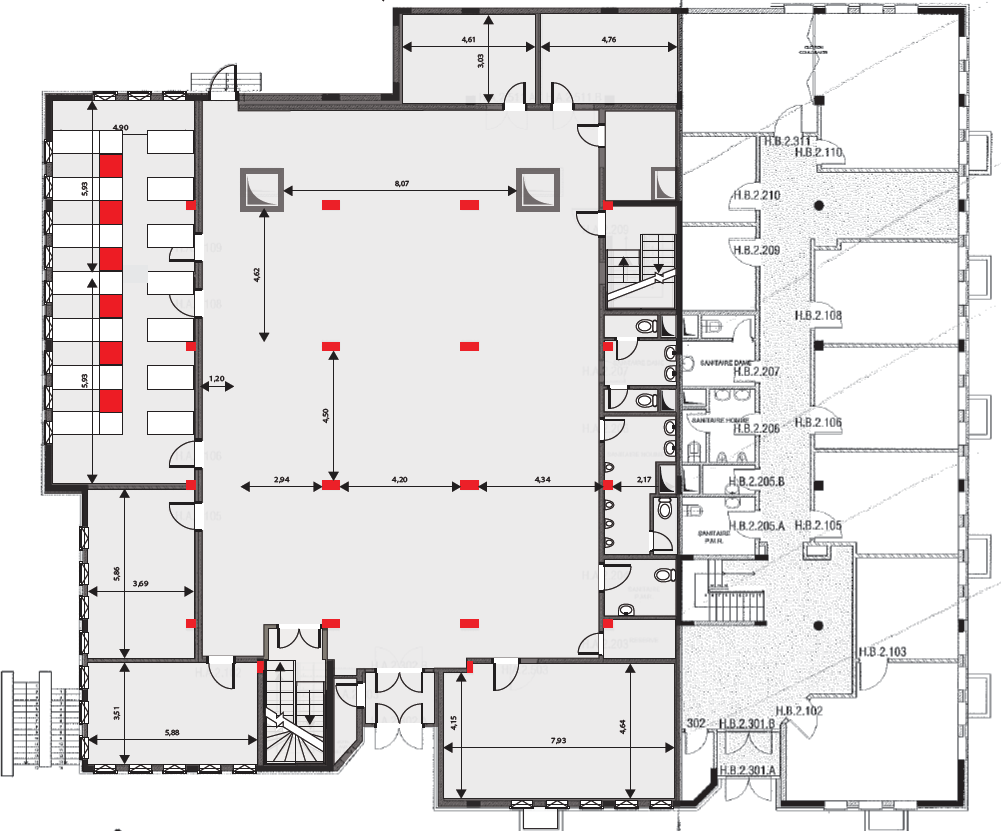 4,61
4,76
3,03
4,90
H.B.2.311
H.B.2.110
5,93
8,07
H.B.2.210
H.B.2.209
4,62
H.B.2.108
SANITAIRE DAME
H.B.2.207
5,93
1,20
4,50
SANITAIRE HOMME
H.B.2.206
H.B.2.106
2,94
4,20
4,34
2,17
H.B.2.205.B
H.B.2.205.A
H.B.2.105
SANITAIRE
P.M.R.
5,86
3,69
H.B.2.103
3,51
5,88
4,15
7,93
4,64
302
H.B.2.301.B
H.B.2.102
H.B.2.301.A